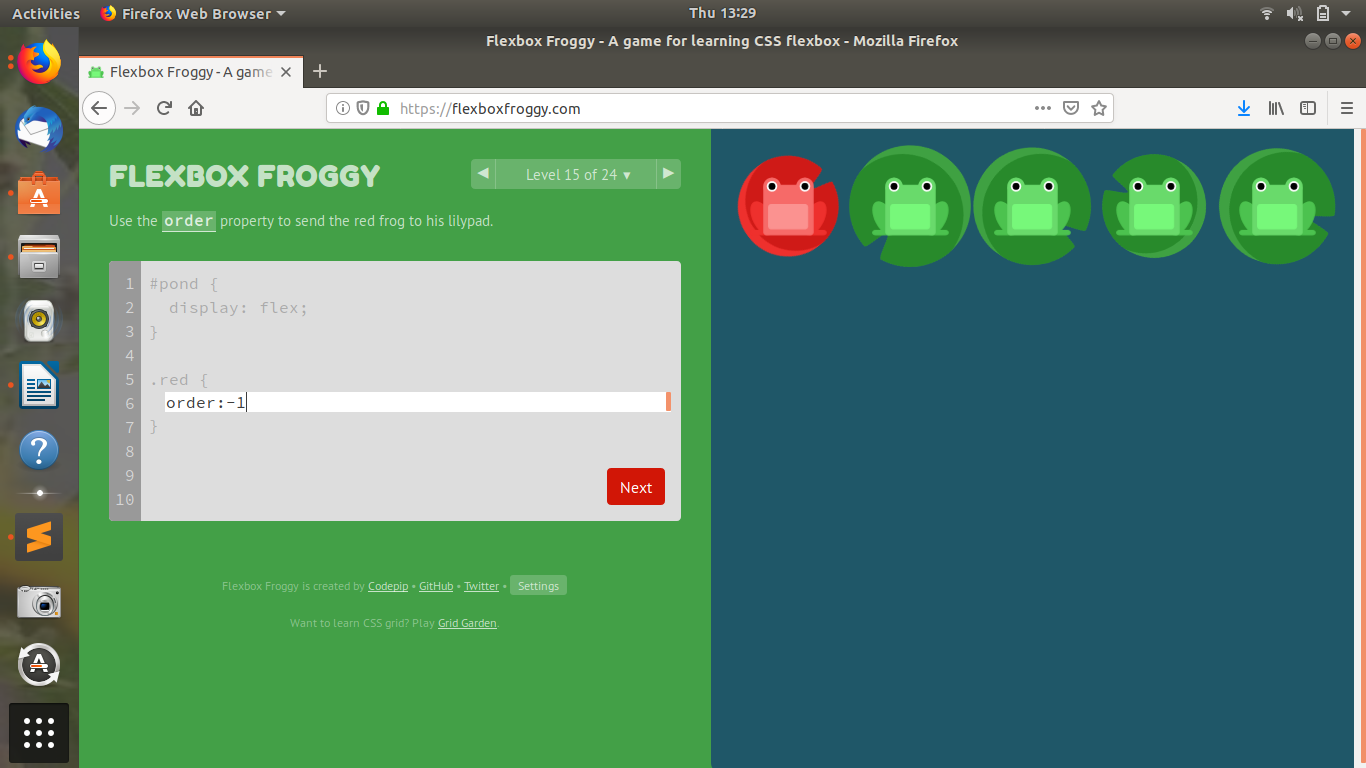 Activities Firefox Web Browser Thu 13:29
Flexbox Froggy - A game for learning CSS flexbox - Mozilla Firefox
Flexbox Froggy - A game
https://flexboxfroggy.com
FLEXBOX FROGGY
Level 15 of 24
Use the order property to send the red frog to his lilypad.
1 #pond {
2 display: flex;
3 }
4
5 .red {
6 order:-1
7 }
8
9
10
Next
Flexbox Froggy is created by Codepip • GitHub • Twitter • Settings
Want to learn CSS grid? Play Grid Garden.